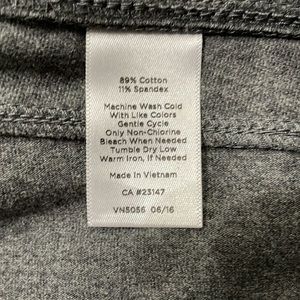 89% Cotton
11% Spandex
Machine Wash Cold
With Like Colors
Gentle Cycle
Only Non-Chlorine
Bleach When Needed
Tumble Dry Low
Warm Iron, If Needed
Made In Vietnam
CA #23147
VN5056 06/16